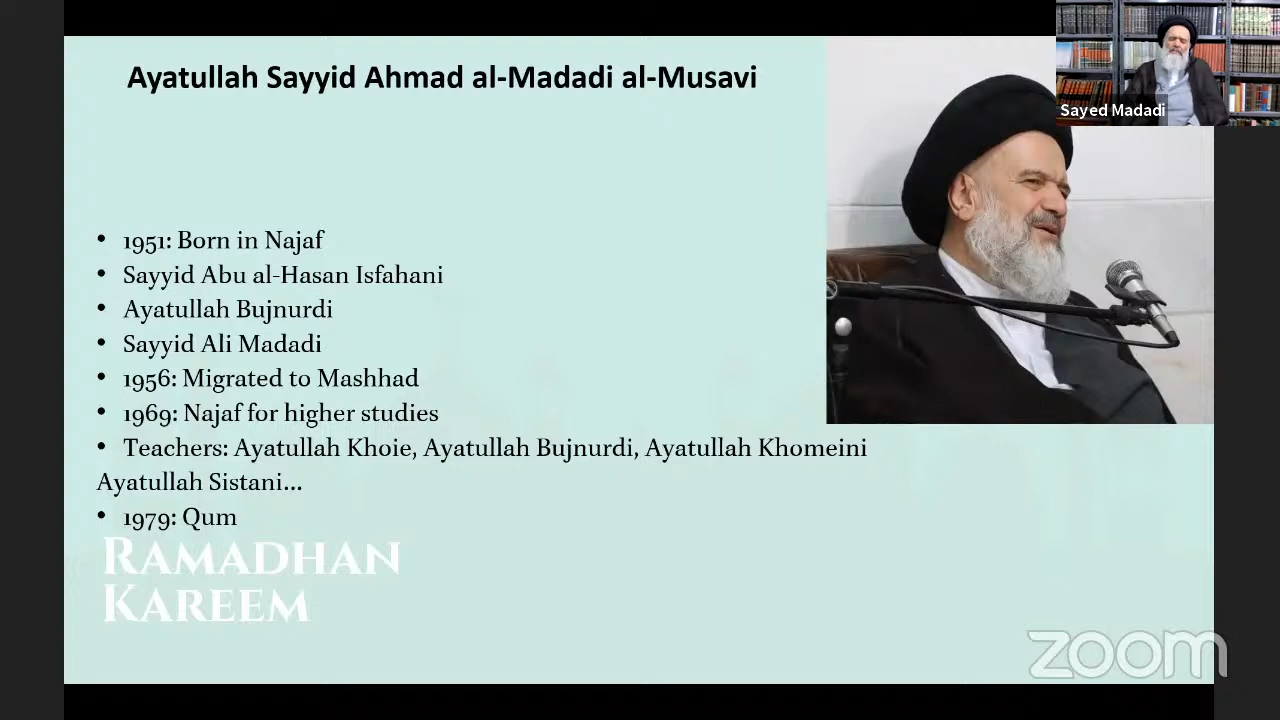 Ayatullah Sayyid Ahmad al-Madadi al-Musavi
Sayed Madadi
• 1951: Born in Najaf
• Sayyid Abu al-Hasan Isfahani
• Ayatullah Bujnurdi
• Sayyid Ali Madadi
• 1956: Migrated to Mashhad
• 1969: Najaf for higher studies
• Teachers: Ayatullah Khoie, Ayatullah Bujnurdi, Ayatullah Khomeini
Ayatullah Sistani...
• 1979: Qum
Ramadhan
Kareem
zoom